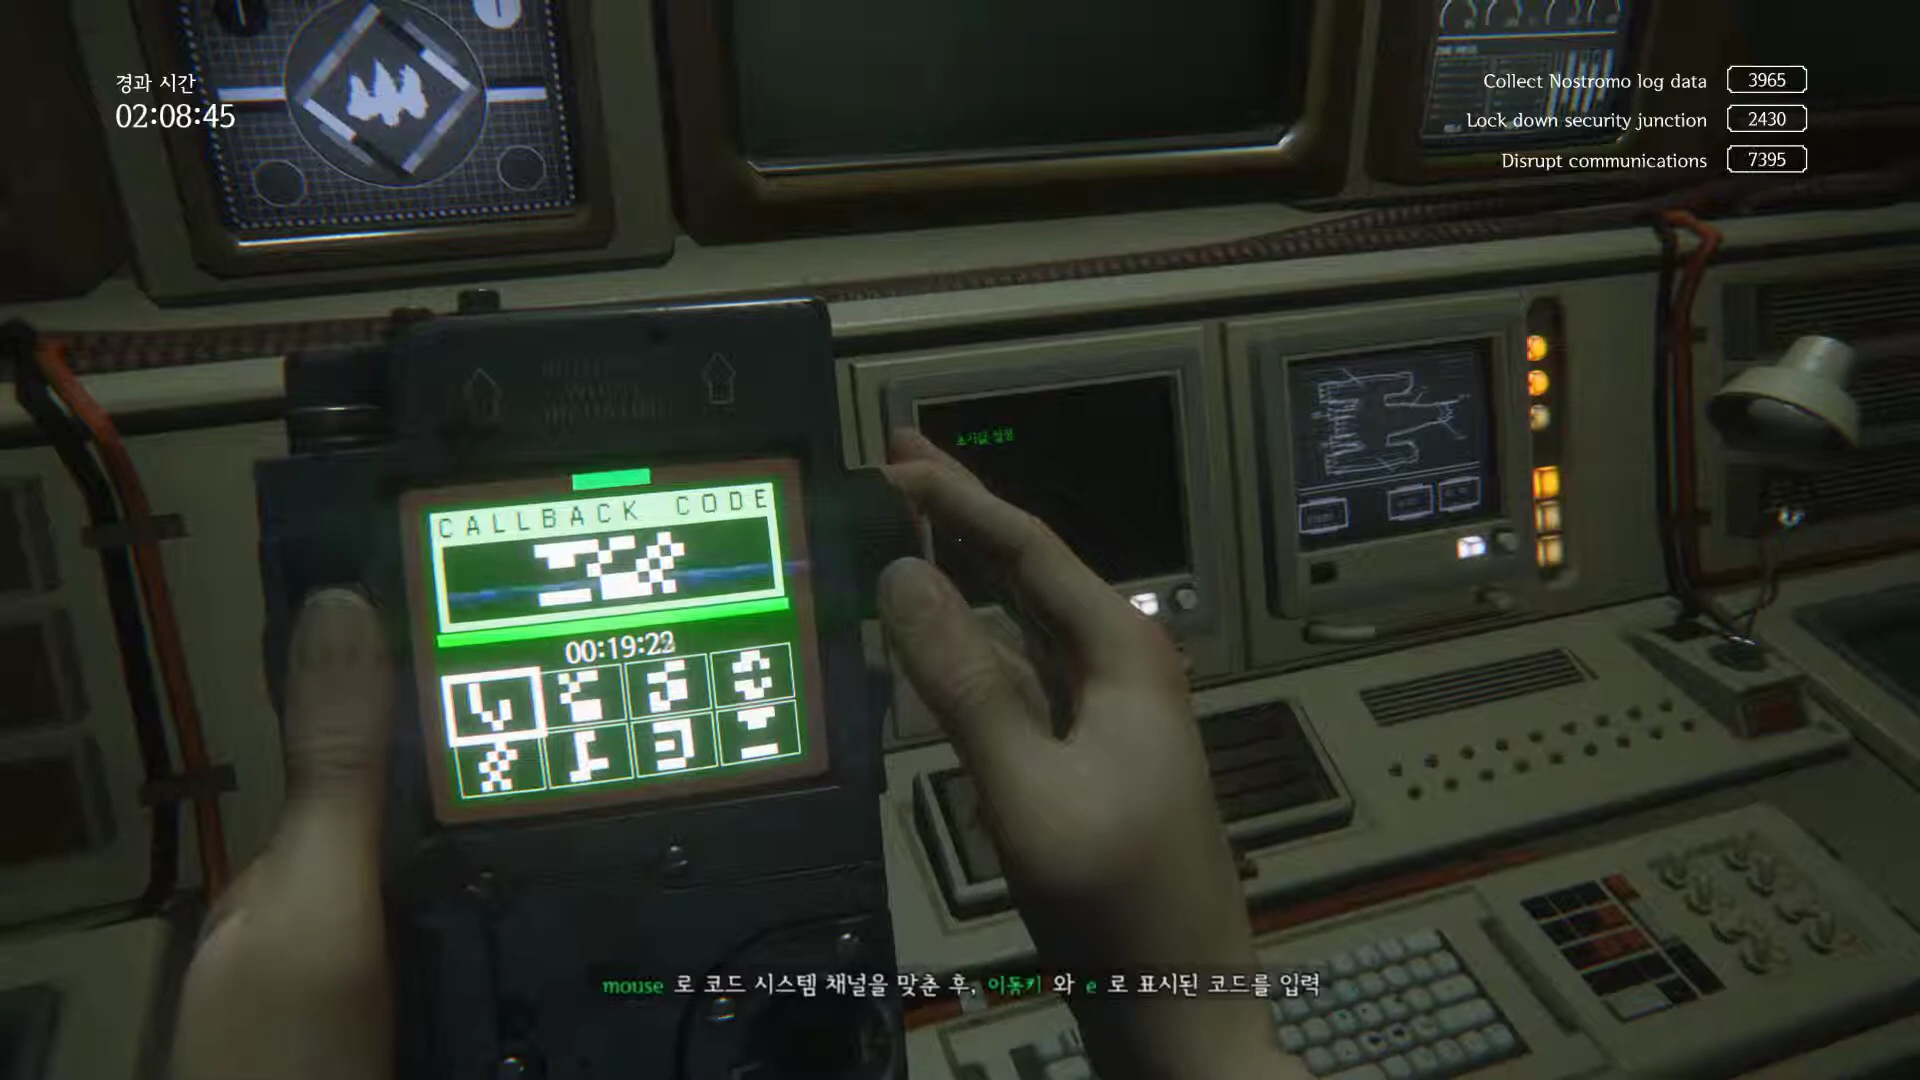 경과 시간
02:08:45
Collect Nostromo log data 3965
Lock down security junction 2430
Disrupt communications 7395
CALLBACK CODE
00:19:22
mouse 로 코드 시스템 채널을 맞춘 후, 이동키 와 e 로 표시된 코드를 입력